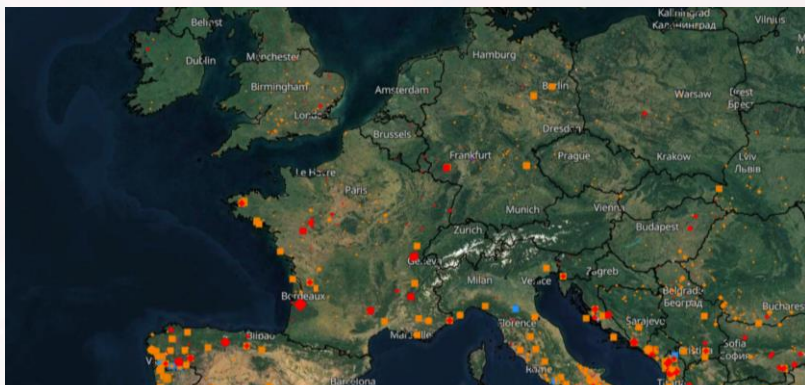 Belfast
Dublin
Manchester
Birmingham
London
Hamburg
Berlin
Amsterdam
Brussels
Kaliningrad
Калининград
Vilnius
Warsaw
Brest
Брест
Dresden
Frankfurt
Prague
Krakow
Lviv
Львів
Le Havre
Paris
Munich
Vienna
Budapest
Zurich
Geneva
Milan
Venice
Zagreb
Belgrade
Београд
Buchares
Bordeaux
Marseille
Florence
Sarajevo
Sofia
София
Bilbao
Barcelona
Rome